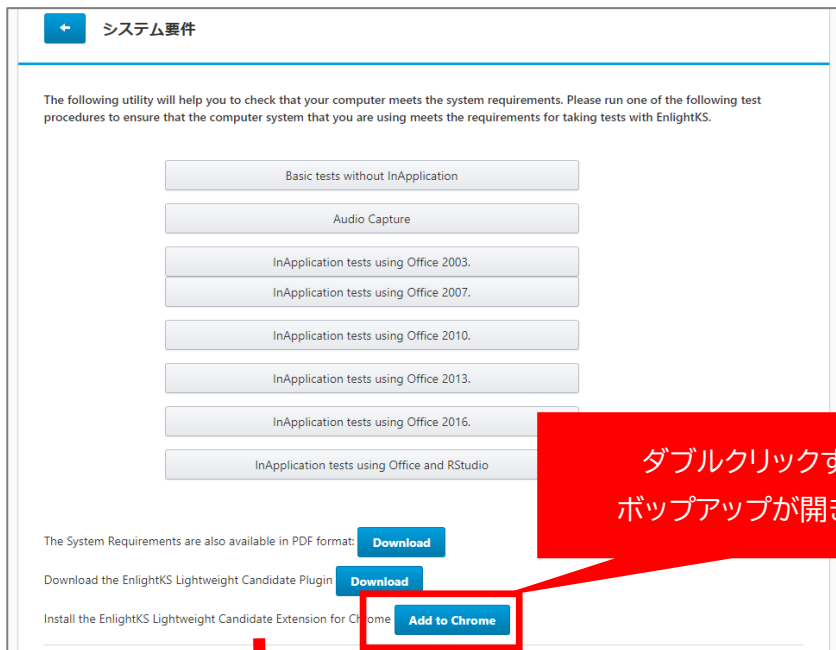 システム要件
The following utility will help you to check that your computer meets the system requirements. Please run one of the following test
procedures to ensure that the computer system that you are using meets the requirements for taking tests with EnlightKS.
Basic tests without InApplication
Audio Capture
InApplication tests using Office 2003.
InApplication tests using Office 2007.
InApplication tests using Office 2010.
InApplication tests using Office 2013.
InApplication tests using Office 2016.
InApplication tests using Office and RStudio
ダブルクリックす
ボップアップが開き
The System Requirements are also available in PDF format: Download
Download the EnlightKS Lightweight Candidate Plugin Download
Install the EnlightKS Lightweight Candidate Extension for Chrome Add to Chrome